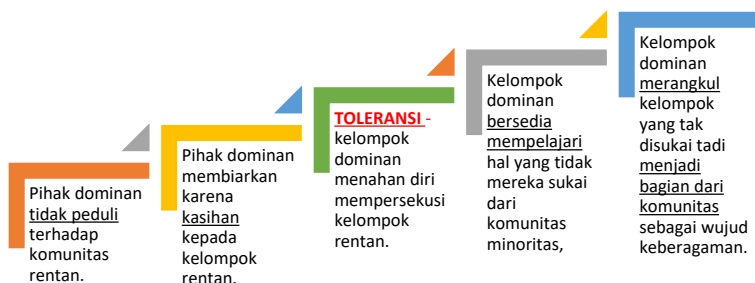 Pihak dominan
tidak peduli
terhadap
komunitas
rentan.
Pihak dominan
membiarkan
karena
kasihan
kepada
kelompok
rentan.
TOLERANSI -
kelompok
dominan
menahan diri
mempersekusi
kelompok
rentan.
Kelompok
dominan
bersedia
mempelajari
hal yang tidak
mereka sukai
dari
komunitas
minoritas,
Kelompok
dominan
merangkul
kelompok
yang tak
disukai tadi
menjadi
bagian dari
komunitas
sebagai wujud
keberagaman.